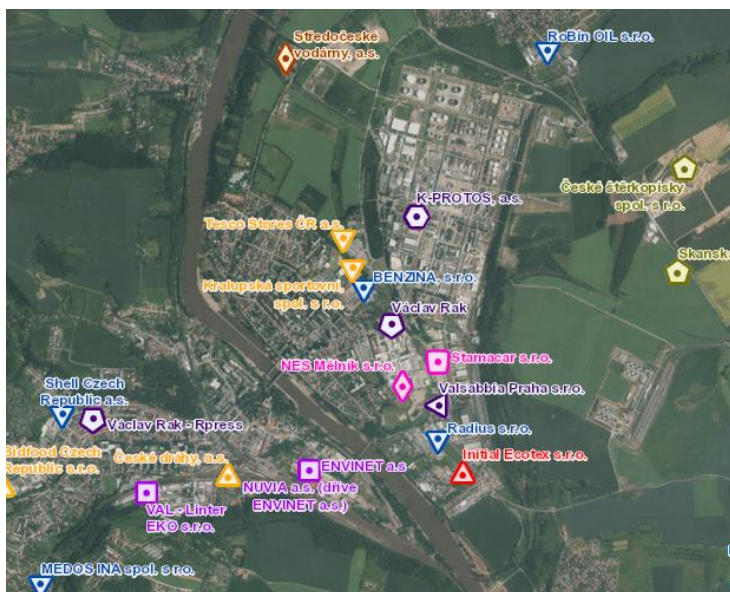 Středočeské
vodárny, a.s.
RoBin OIL s.r.o.
České štěrkopísky
spol. s r.o.
K-PROTOS, a.s.
Tesco Stores ČR a.s.
Skanska
Kralupská sportovní,
spol. s r.o.
BENZINA, s.r.o.
Václav Rak
Stamacar s.r.o.
NES Mělník s.r.o.
Shell Czech
Republic a.s.
Valsabbia Praha s.r.o.
Václav Rak - Rpress
Radius s.r.o.
Bidfood Czech
Republic s.r.o.
České dráhy, a.s.
ENVINET a.s
Initial Ecotex s.r.o.
NUVIA a.s. (dříve
ENVINET a.s.)
VAL - Linter
EKO s.r.o.
MEDOS INA spol. s r.o.